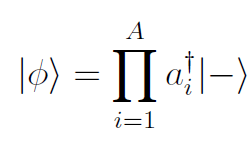 |ϕ⟩ = ∏_{i=1}^{A} a_i^† |−⟩